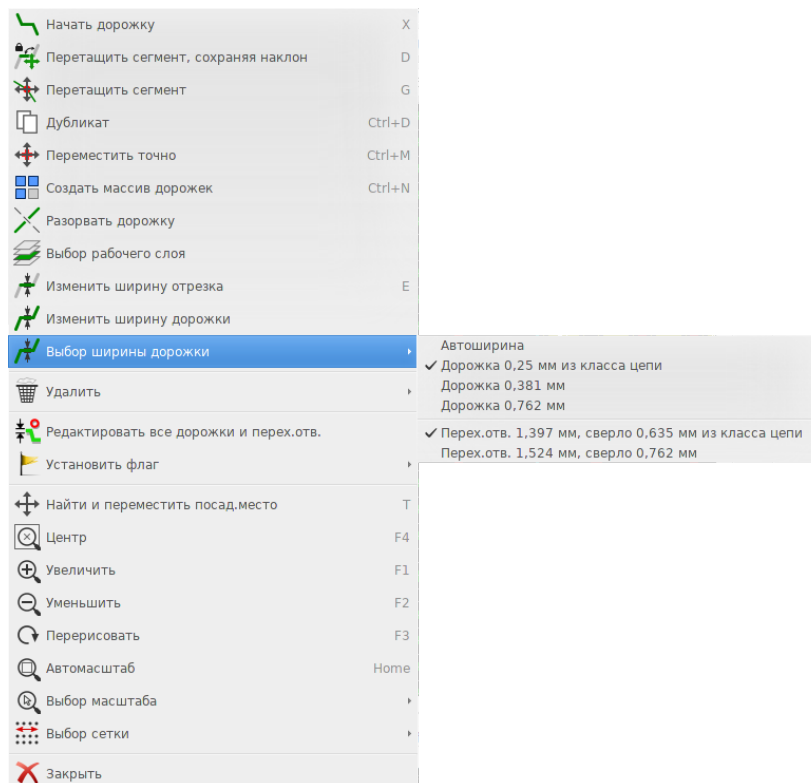 Начать дорожку X
Перетащить сегмент, сохраняя наклон D
Перетащить сегмент G
Дубликат Ctrl+D
Переместить точно Ctrl+M
Создать массив дорожек Ctrl+N
Разорвать дорожку
Выбор рабочего слоя
Изменить ширину отрезка E
Изменить ширину дорожки
Выбор ширины дорожки
Автоширина
Дорожка 0,25 мм из класса цепи
Дорожка 0,381 мм
Дорожка 0,762 мм
Перех.отв. 1,397 мм, сверло 0,635 мм из класса цепи
Перех.отв. 1,524 мм, сверло 0,762 мм
Удалить
Редактировать все дорожки и перех.отв.
Установить флаг
Найти и переместить посад.место T
Центр F4
Увеличить F1
Уменьшить F2
Перерисовать F3
Автомасштаб Home
Выбор масштаба
Выбор сетки
Закрыть